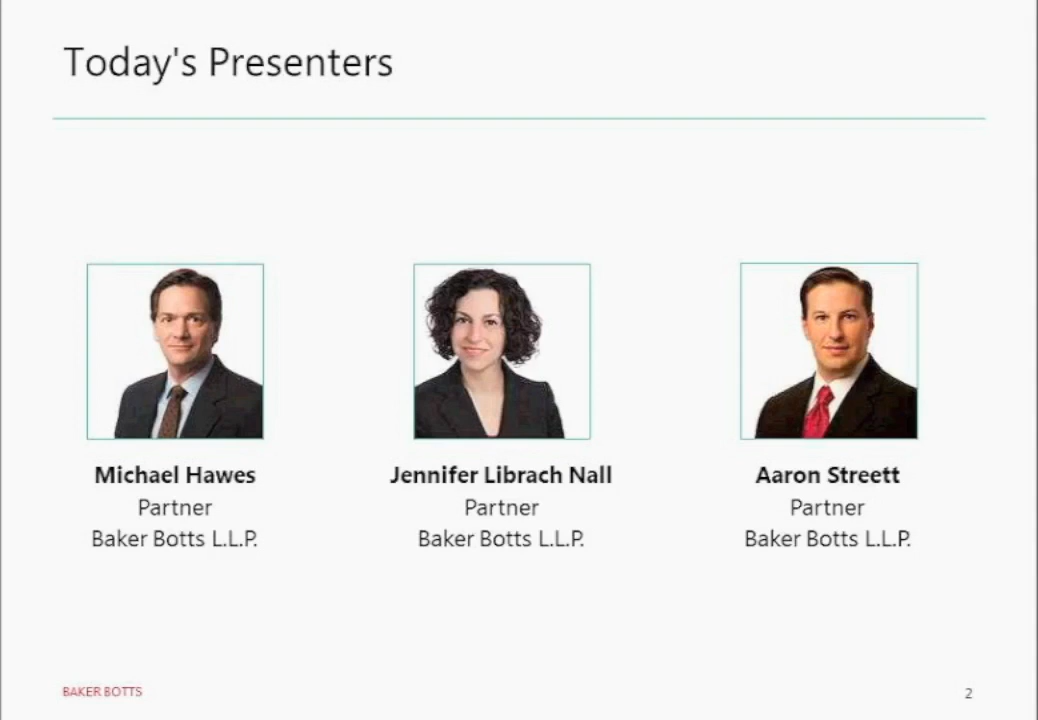 Today's Presenters
Michael Hawes
Partner
Baker Botts L.L.P.
Jennifer Librach Nall
Partner
Baker Botts L.L.P.
Aaron Streett
Partner
Baker Botts L.L.P.
BAKER BOTTS
2